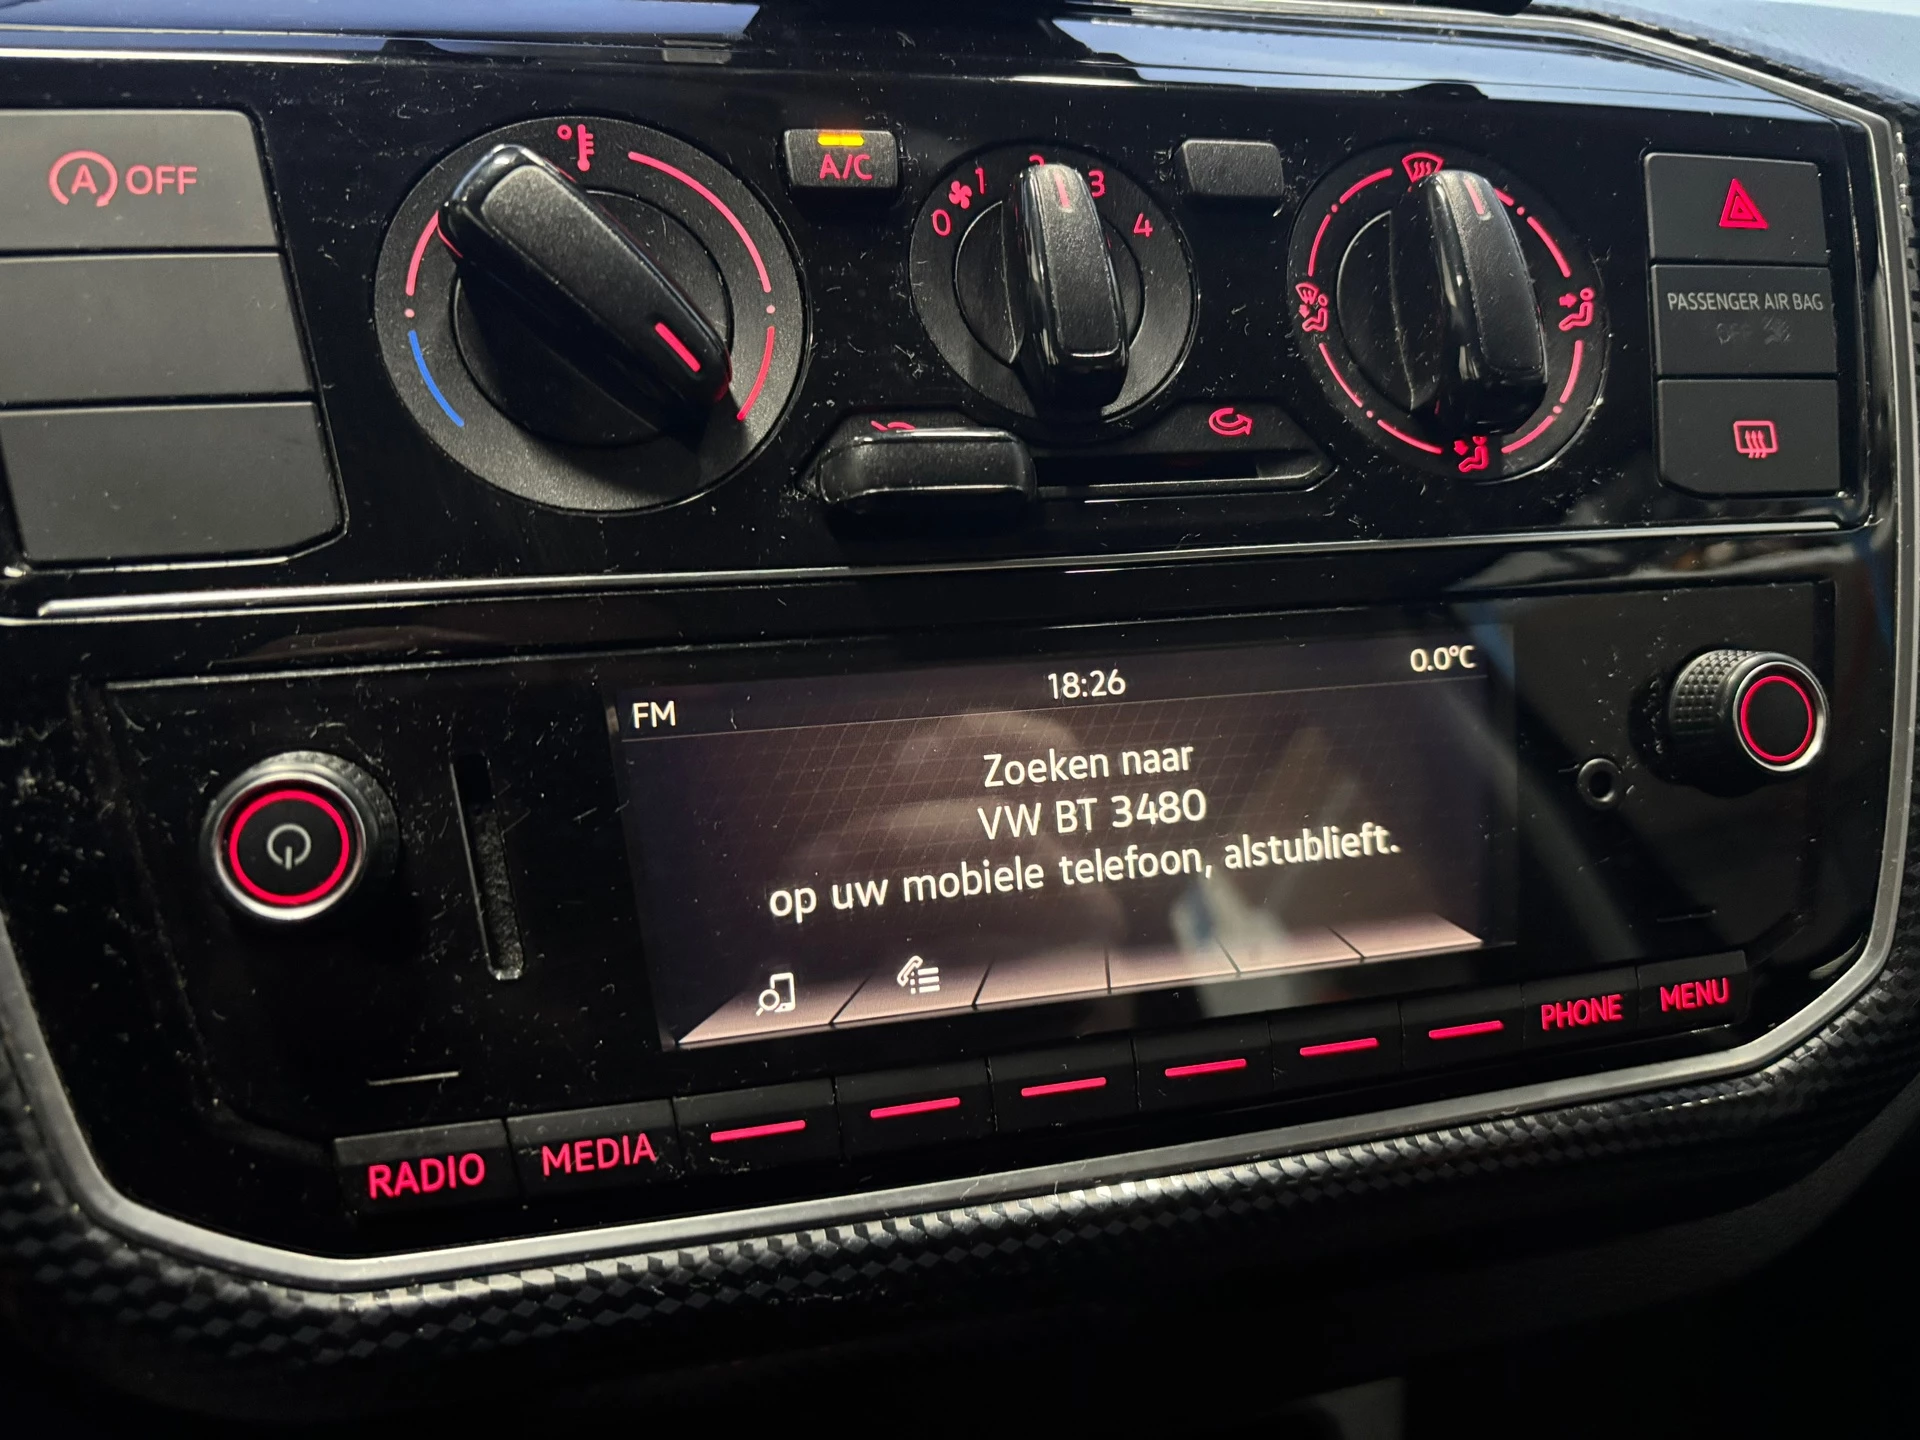 A OFF
A/C
0 1 2 3 4
PASSENGER AIR BAG
FM 18:26 0.0°C
Zoeken naar
VW BT 3480
op uw mobiele telefoon, alstublieft.
RADIO MEDIA PHONE MENU